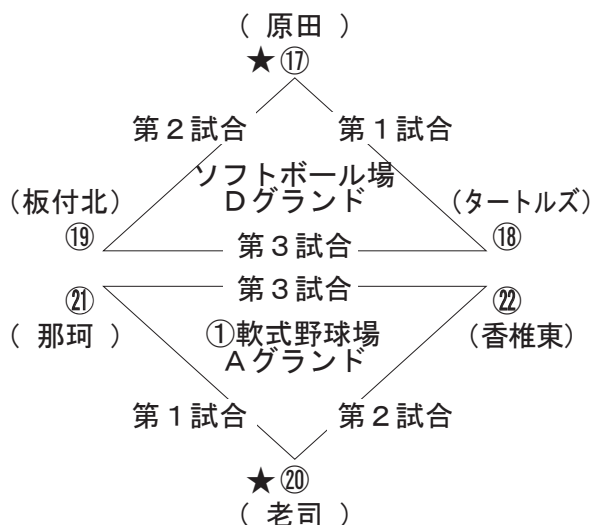 （ 原田 ）
★⑰
第２試合 第１試合
ソフトボール場
Ｄグランド
（板付北） （タートルズ）
⑲ 第３試合 ⑱
㉑ 第３試合 ㉒
（ 那珂 ） ①軟式野球場 （香椎東）
Ａグランド
第１試合 第２試合
★⑳
（ 老司 ）